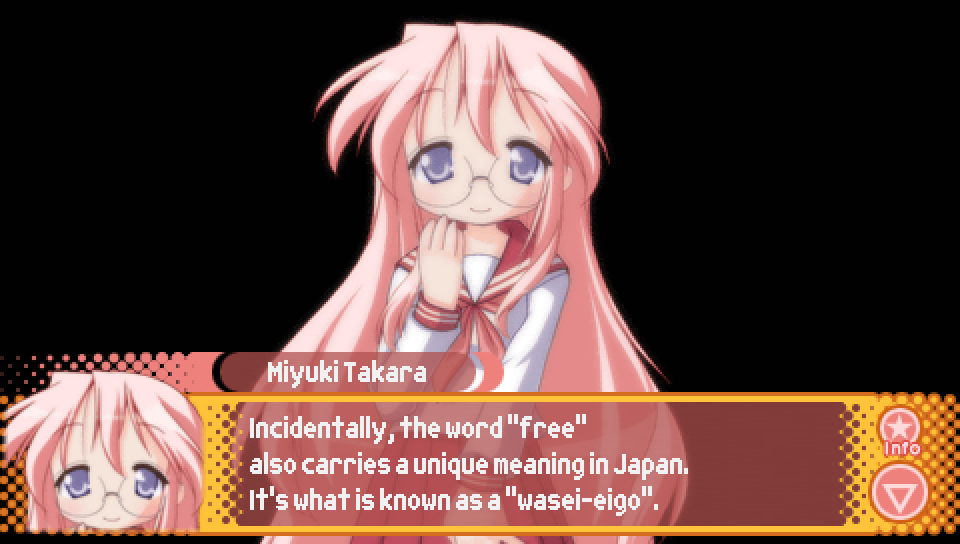 Miyuki Takara
Incidentally, the word "free"
also carries a unique meaning in Japan.
It's what is known as a "wasei-eigo".
Info